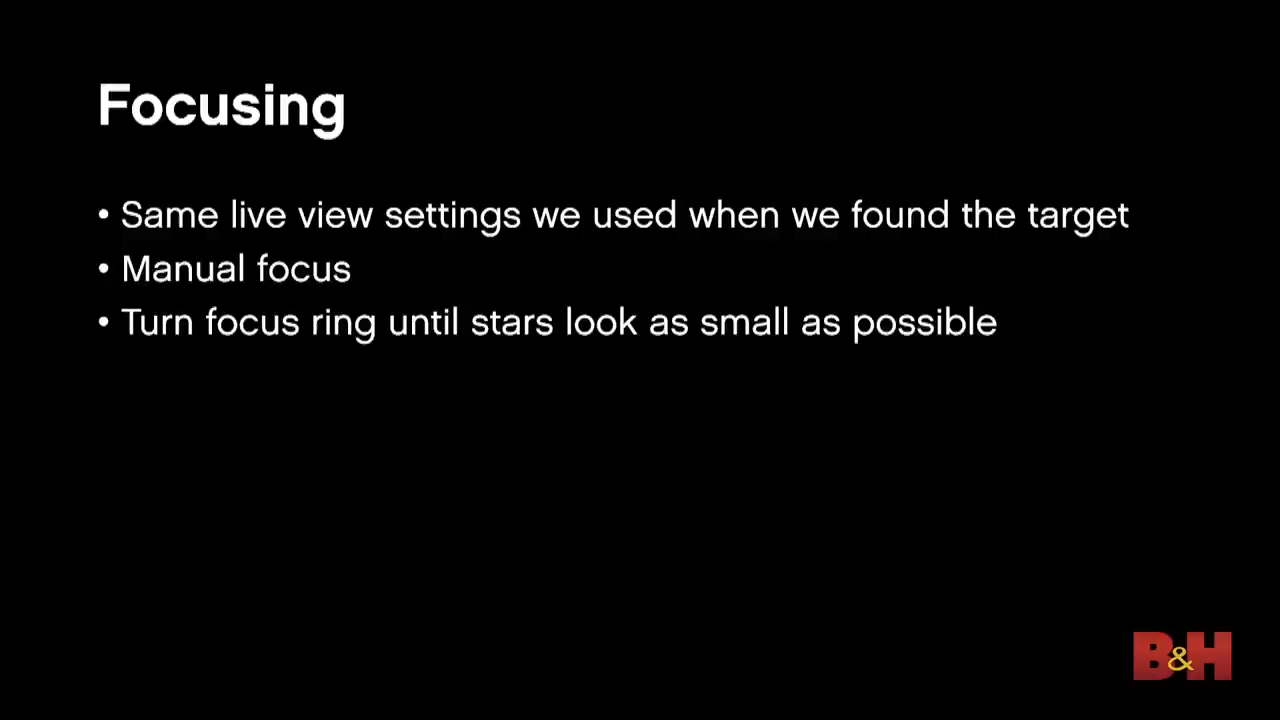 Focusing
• Same live view settings we used when we found the target
• Manual focus
• Turn focus ring until stars look as small as possible
B&H